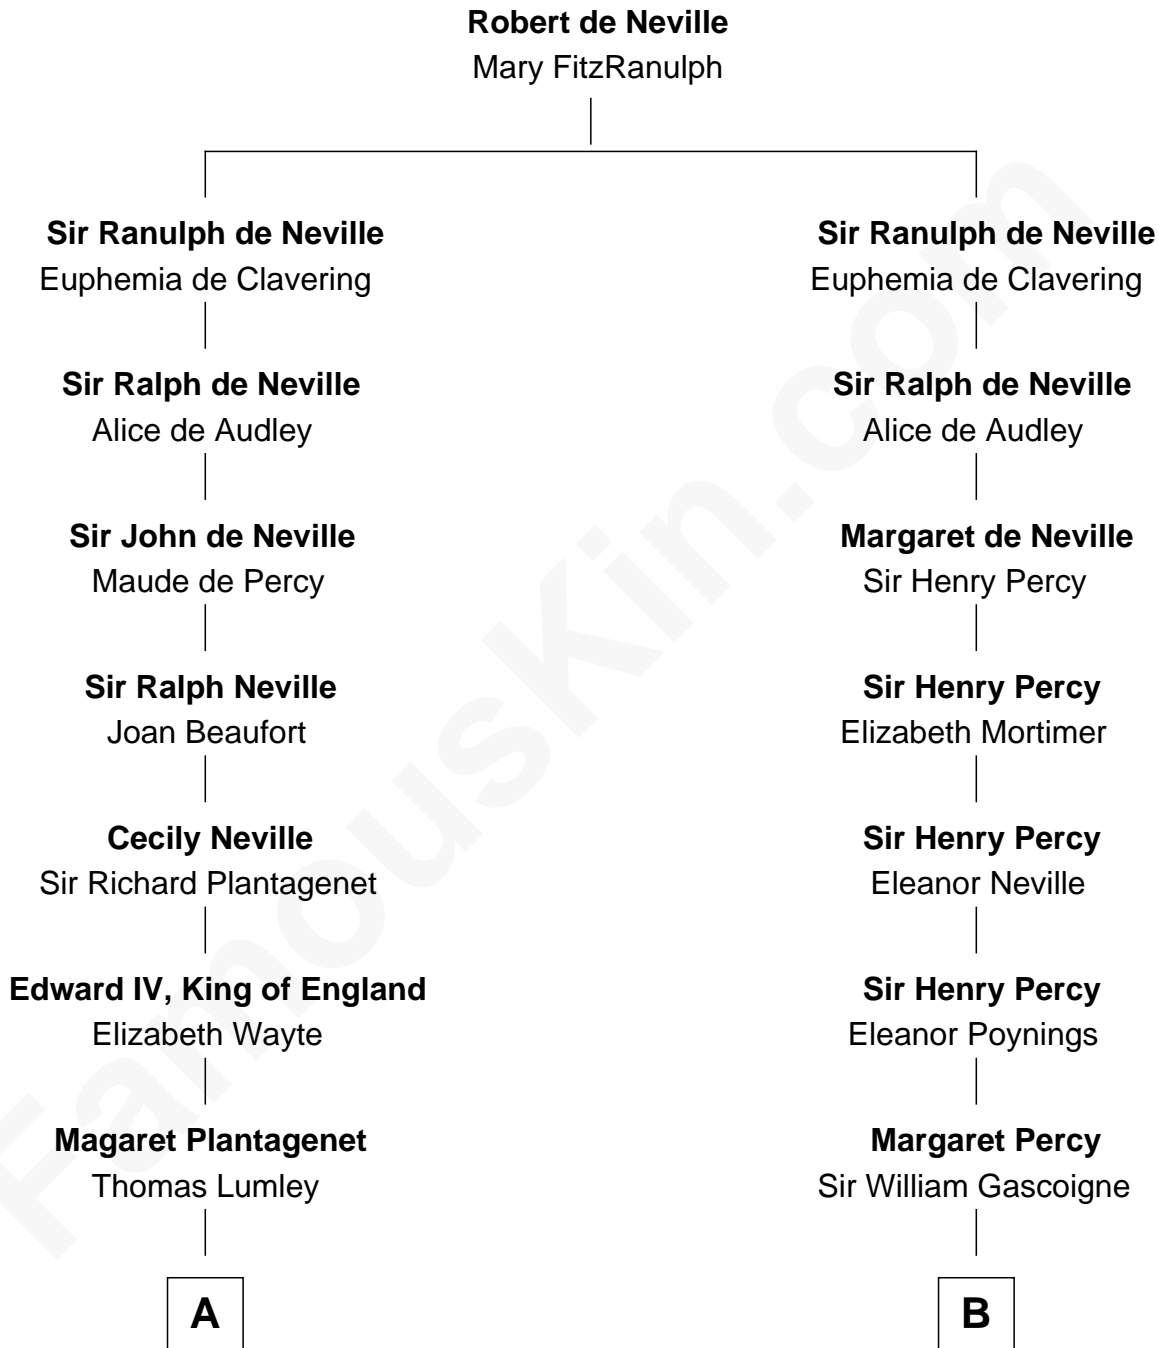 Robert de Neville
Mary FitzRanulph
Sir Ranulph de Neville
Euphemia de Clavering
Sir Ralph de Neville
Alice de Audley
Sir John de Neville
Maude de Percy
Sir Ralph Neville
Joan Beaufort
Cecily Neville
Sir Richard Plantagenet
Edward IV, King of England
Elizabeth Wayte
Magaret Plantagenet
Thomas Lumley
A
Sir Ranulph de Neville
Euphemia de Clavering
Sir Ralph de Neville
Alice de Audley
Margaret de Neville
Sir Henry Percy
Sir Henry Percy
Elizabeth Mortimer
Sir Henry Percy
Eleanor Neville
Sir Henry Percy
Eleanor Poynings
Margaret Percy
Sir William Gascoigne
B
FamousKin.com